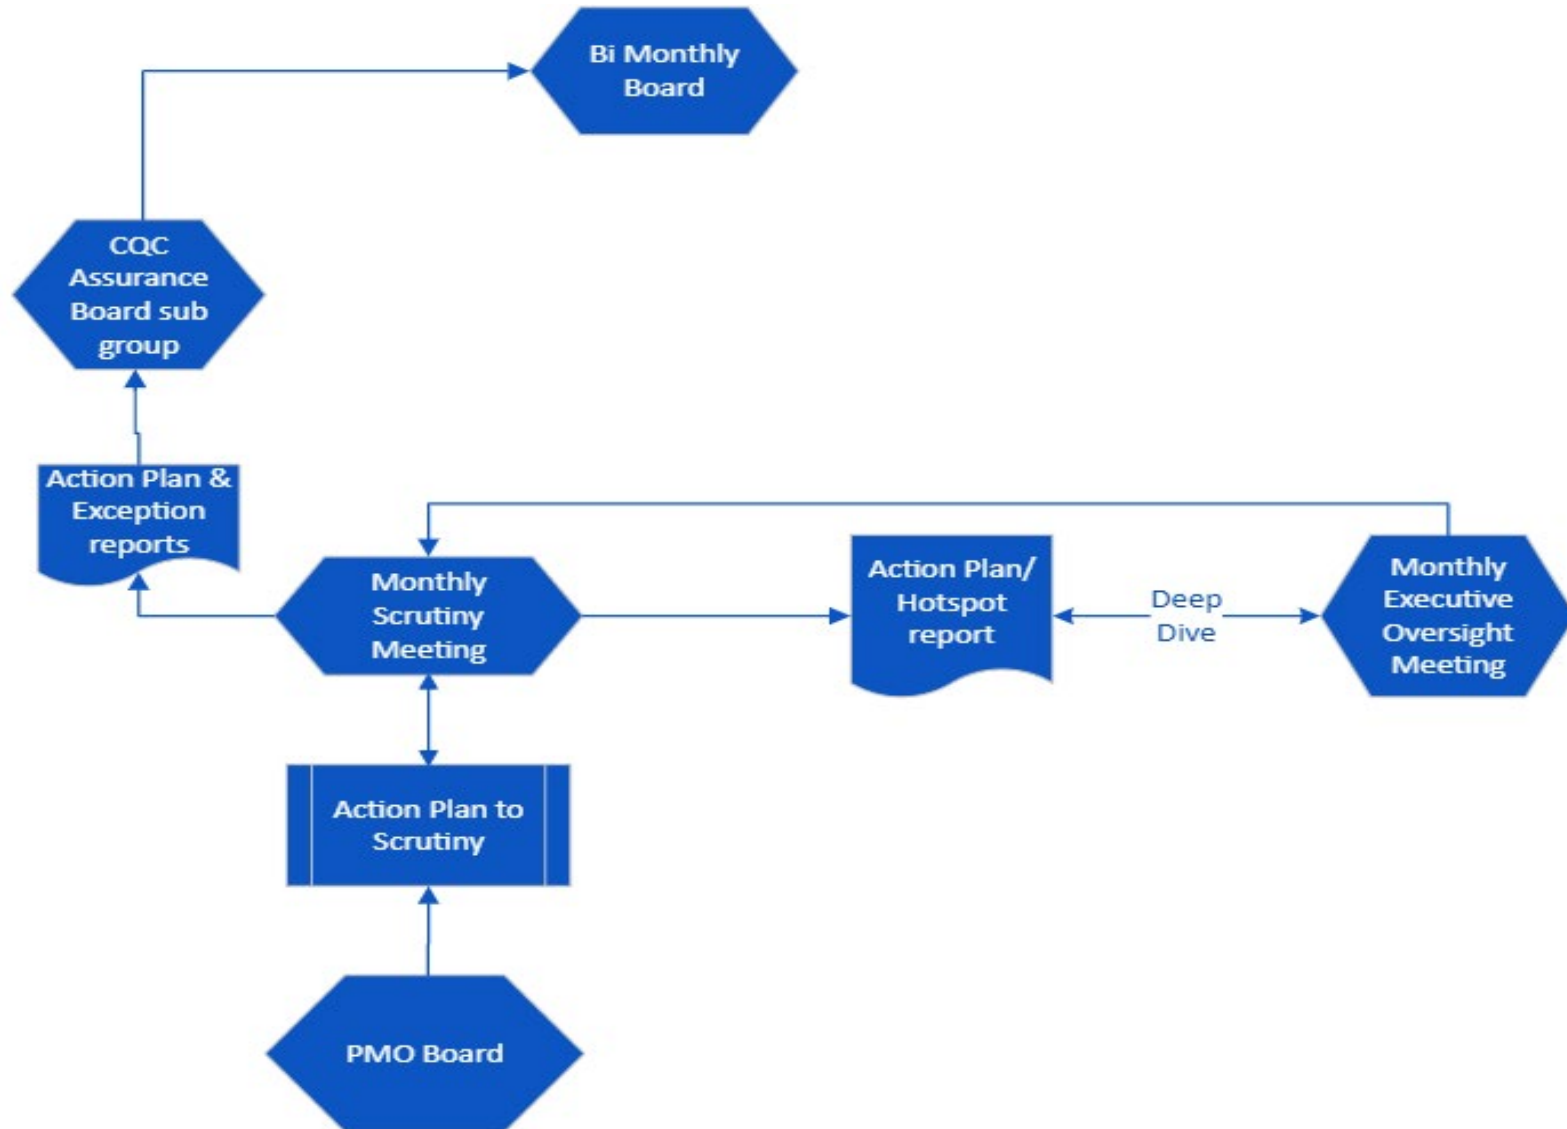 Bi Monthly
Board
CQC
Assurance
Board sub
group
Action Plan &
Exception
reports
Monthly
Scrutiny
Meeting
Action Plan/
Hotspot
report
Deep
Dive
Monthly
Executive
Oversight
Meeting
Action Plan to
Scrutiny
PMO Board